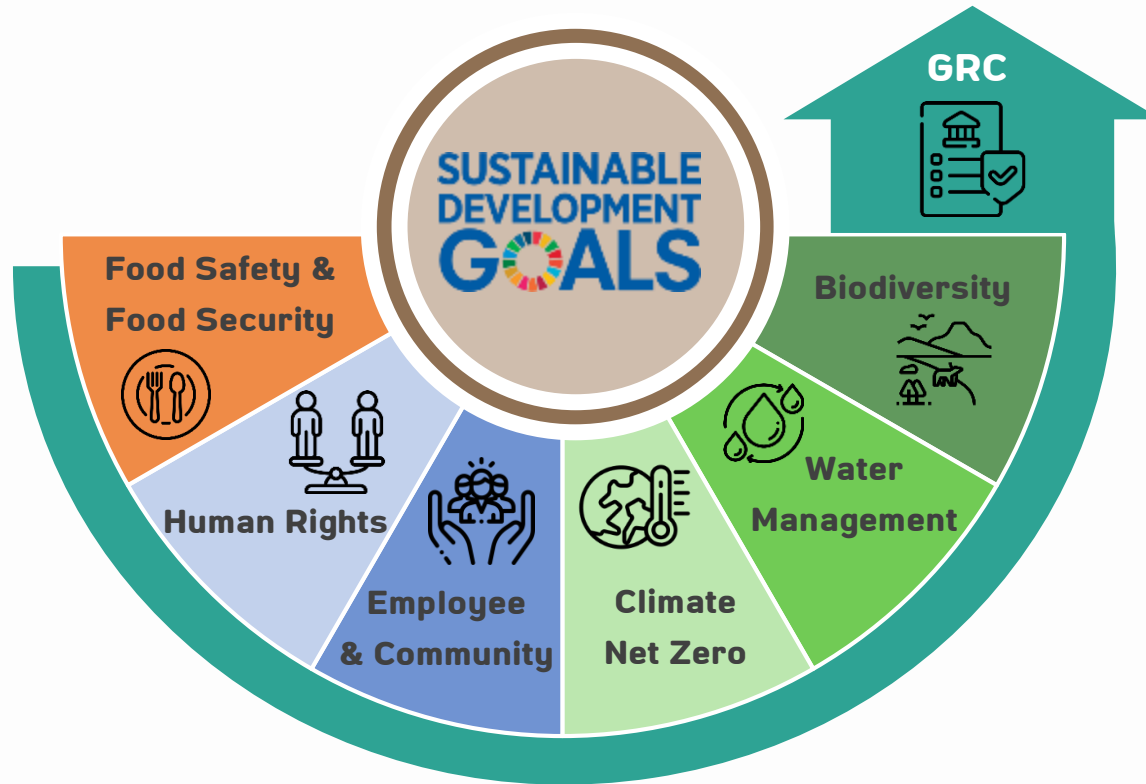 GRC
SUSTAINABLE
DEVELOPMENT
GOALS
Food Safety &
Food Security
Human Rights
Employee
& Community
Climate
Net Zero
Water
Management
Biodiversity